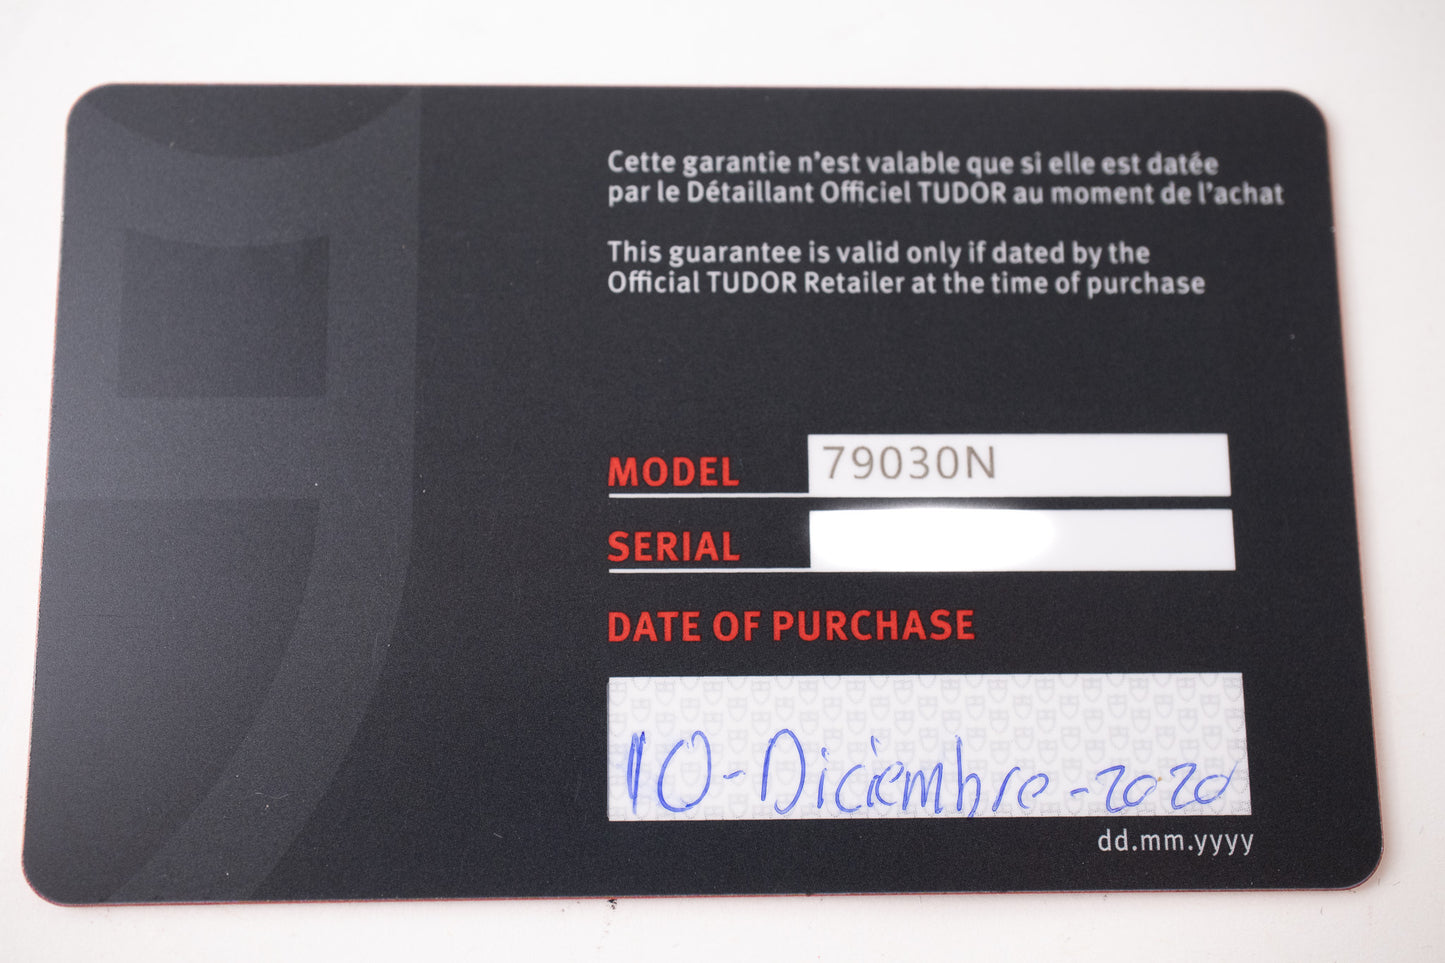 Cette garantie n'est valable que si elle est datée
par le Détaillant Officiel TUDOR au moment de l'achat
This guarantee is valid only if dated by the
Official TUDOR Retailer at the time of purchase
MODEL 79030N
SERIAL
DATE OF PURCHASE
10-Diciembre-2020
dd.mm.yyyy